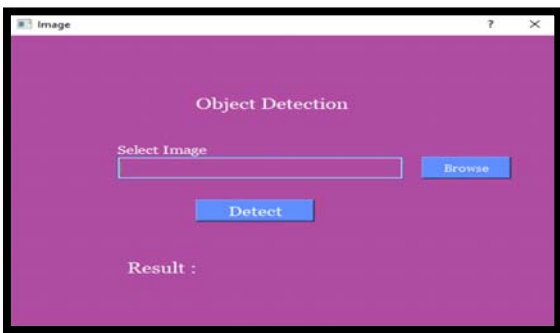 Image ?
Object Detection
Select Image
Browse
Detect
Result :